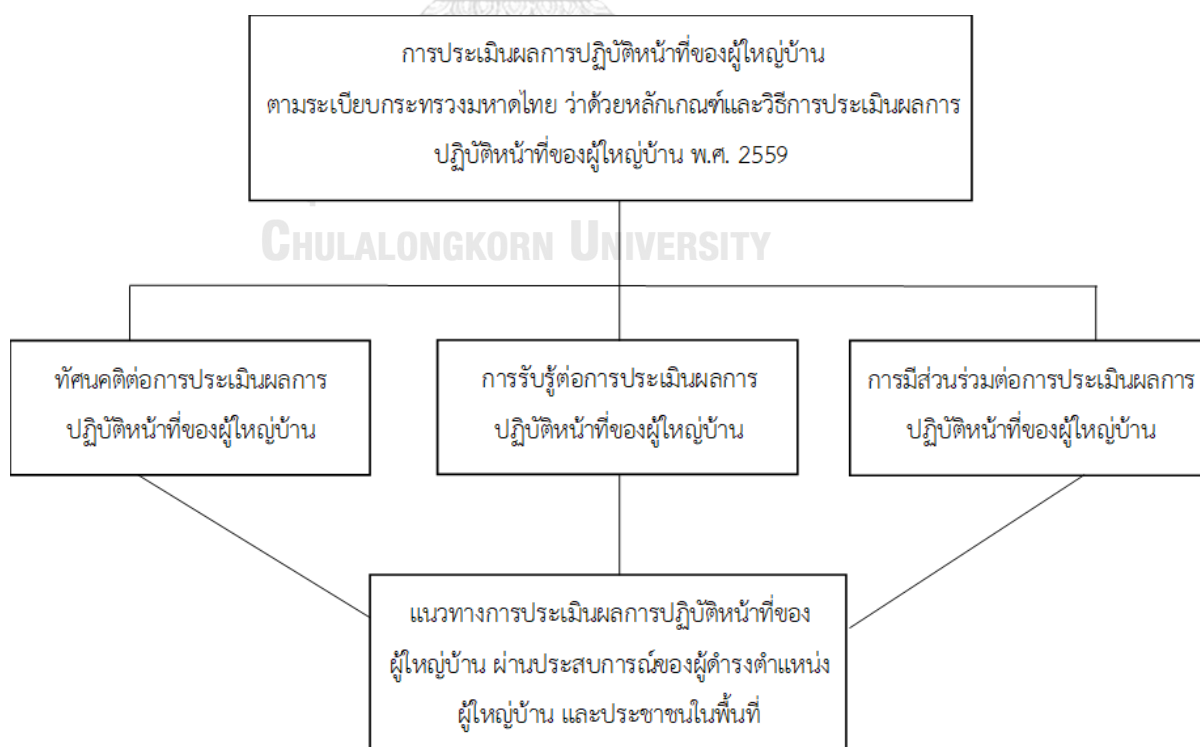 การประเมินผลการปฏิบัติหน้าที่ของผู้ใหญ่บ้าน
ตามระเบียบกระทรวงมหาดไทย ว่าด้วยหลักเกณฑ์และวิธีการประเมินผลการ
ปฏิบัติหน้าที่ของผู้ใหญ่บ้าน พ.ศ. 2559
CHULALONGKORN UNIVERSITY
ทัศนคติต่อการประเมินผลการ
ปฏิบัติหน้าที่ของผู้ใหญ่บ้าน
การรับรู้ต่อการประเมินผลการ
ปฏิบัติหน้าที่ของผู้ใหญ่บ้าน
การมีส่วนร่วมต่อการประเมินผลการ
ปฏิบัติหน้าที่ของผู้ใหญ่บ้าน
แนวทางการประเมินผลการปฏิบัติหน้าที่ของ
ผู้ใหญ่บ้าน ผ่านประสบการณ์ของผู้ดำรงตำแหน่ง
ผู้ใหญ่บ้าน และประชาชนในพื้นที่